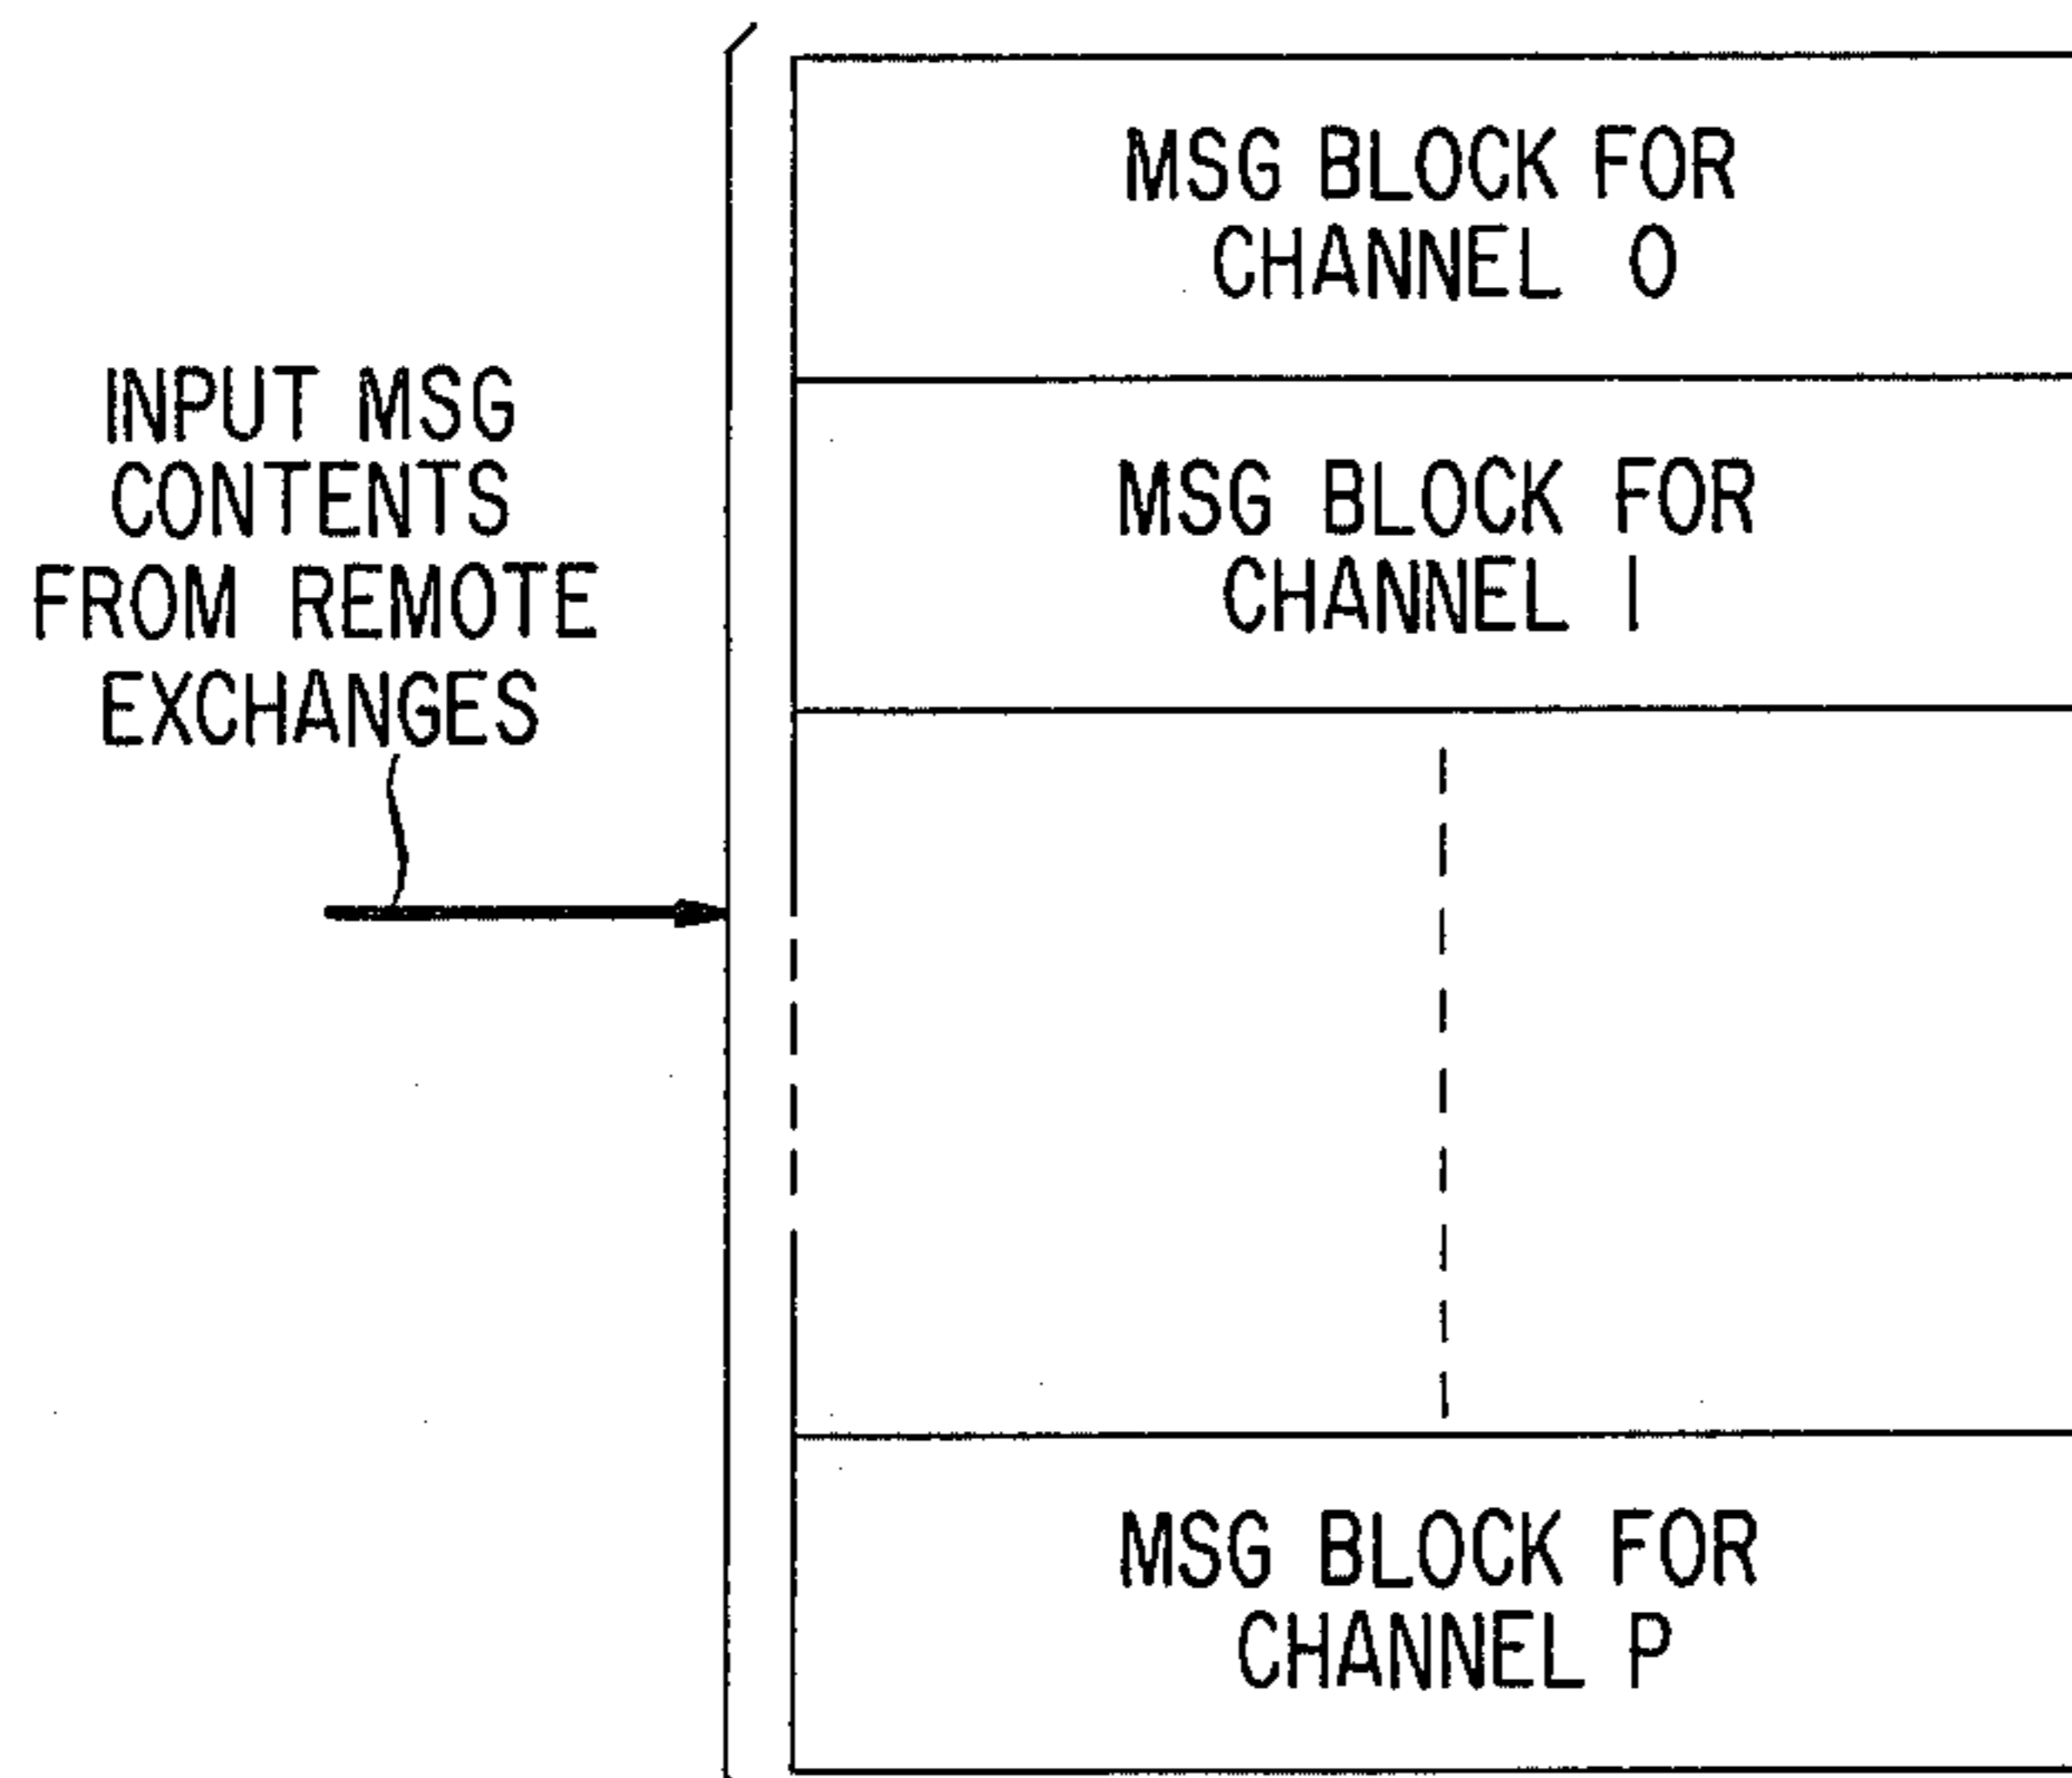 MSG BLOCK FOR
CHANNEL 0
INPUT MSG
CONTENTS
FROM REMOTE
EXCHANGES
MSG BLOCK FOR
CHANNEL 1
MSG BLOCK FOR
CHANNEL P